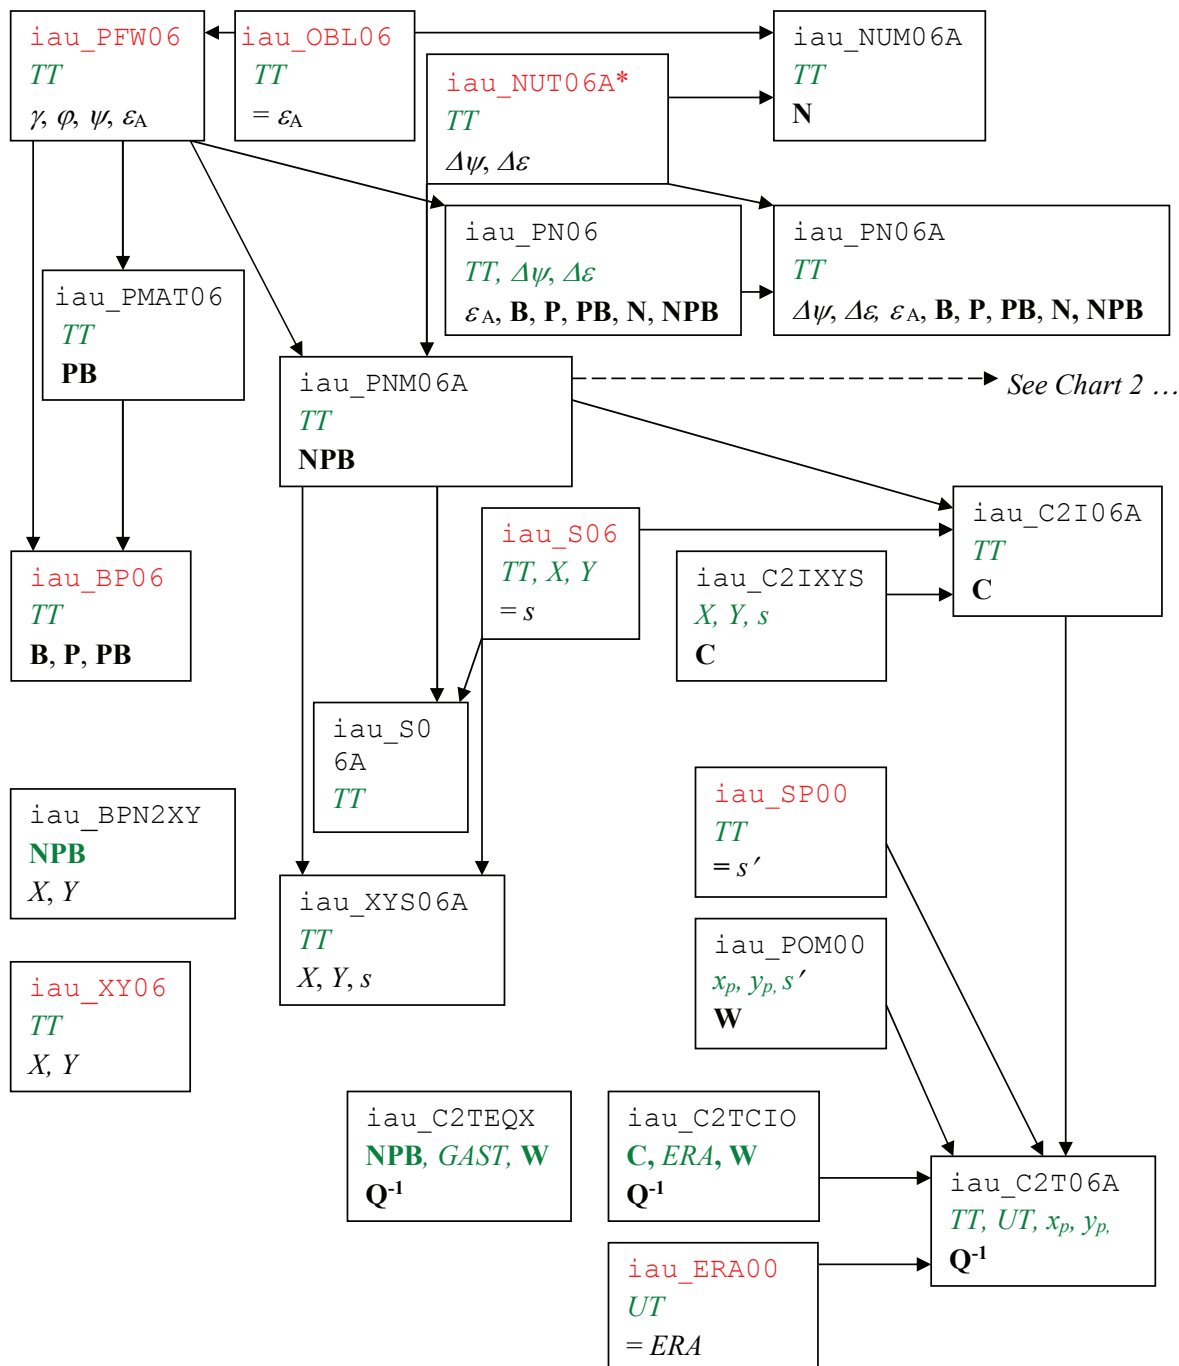 iau_PFW06
TT
γ, φ, ψ, εA
iau_OBL06
TT
= εA
iau_NUT06A*
TT
Δψ, Δε
iau_NUM06A
TT
N
iau_PN06
TT, Δψ, Δε
εA, B, P, PB, N, NPB
iau_PN06A
TT
Δψ, Δε, εA, B, P, PB, N, NPB
iau_PMAT06
TT
PB
iau_PNM06A
TT
NPB
See Chart 2 …
iau_C2I06A
TT
C
iau_S06
TT, X, Y
= s
iau_C2IXYS
X, Y, s
C
iau_BP06
TT
B, P, PB
iau_S0
6A
TT
iau_SP00
TT
= s′
iau_BPN2XY
NPB
X, Y
iau_XYS06A
TT
X, Y, s
iau_POM00
xp, yp, s′
W
iau_XY06
TT
X, Y
iau_C2TEQX
NPB, GAST, W
Q-1
iau_C2TCIO
C, ERA, W
Q-1
iau_C2T06A
TT, UT, xp, yp,
Q-1
iau_ERA00
UT
= ERA